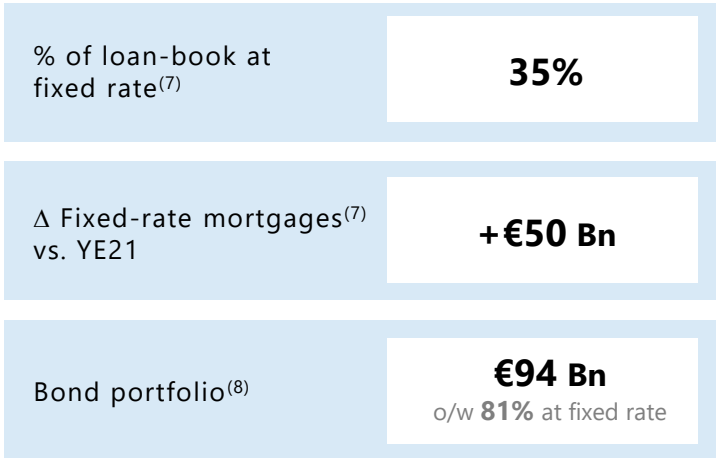 % of loan-book at
fixed rate(7)
35%
Δ Fixed-rate mortgages(7)
vs. YE21
+€50 Bn
Bond portfolio(8)
€94 Bn
o/w 81% at fixed rate